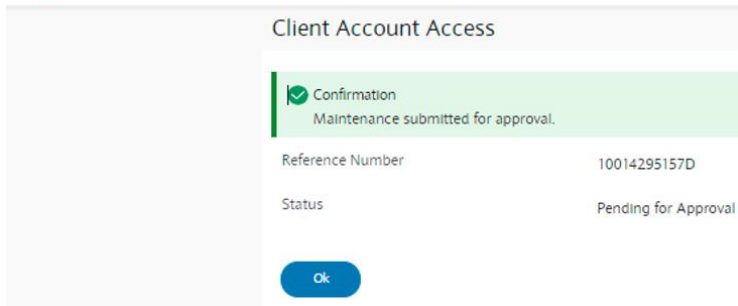 Client Account Access
Confirmation
Maintenance submitted for approval.
Reference Number 10014295157D
Status Pending for Approval
Ok